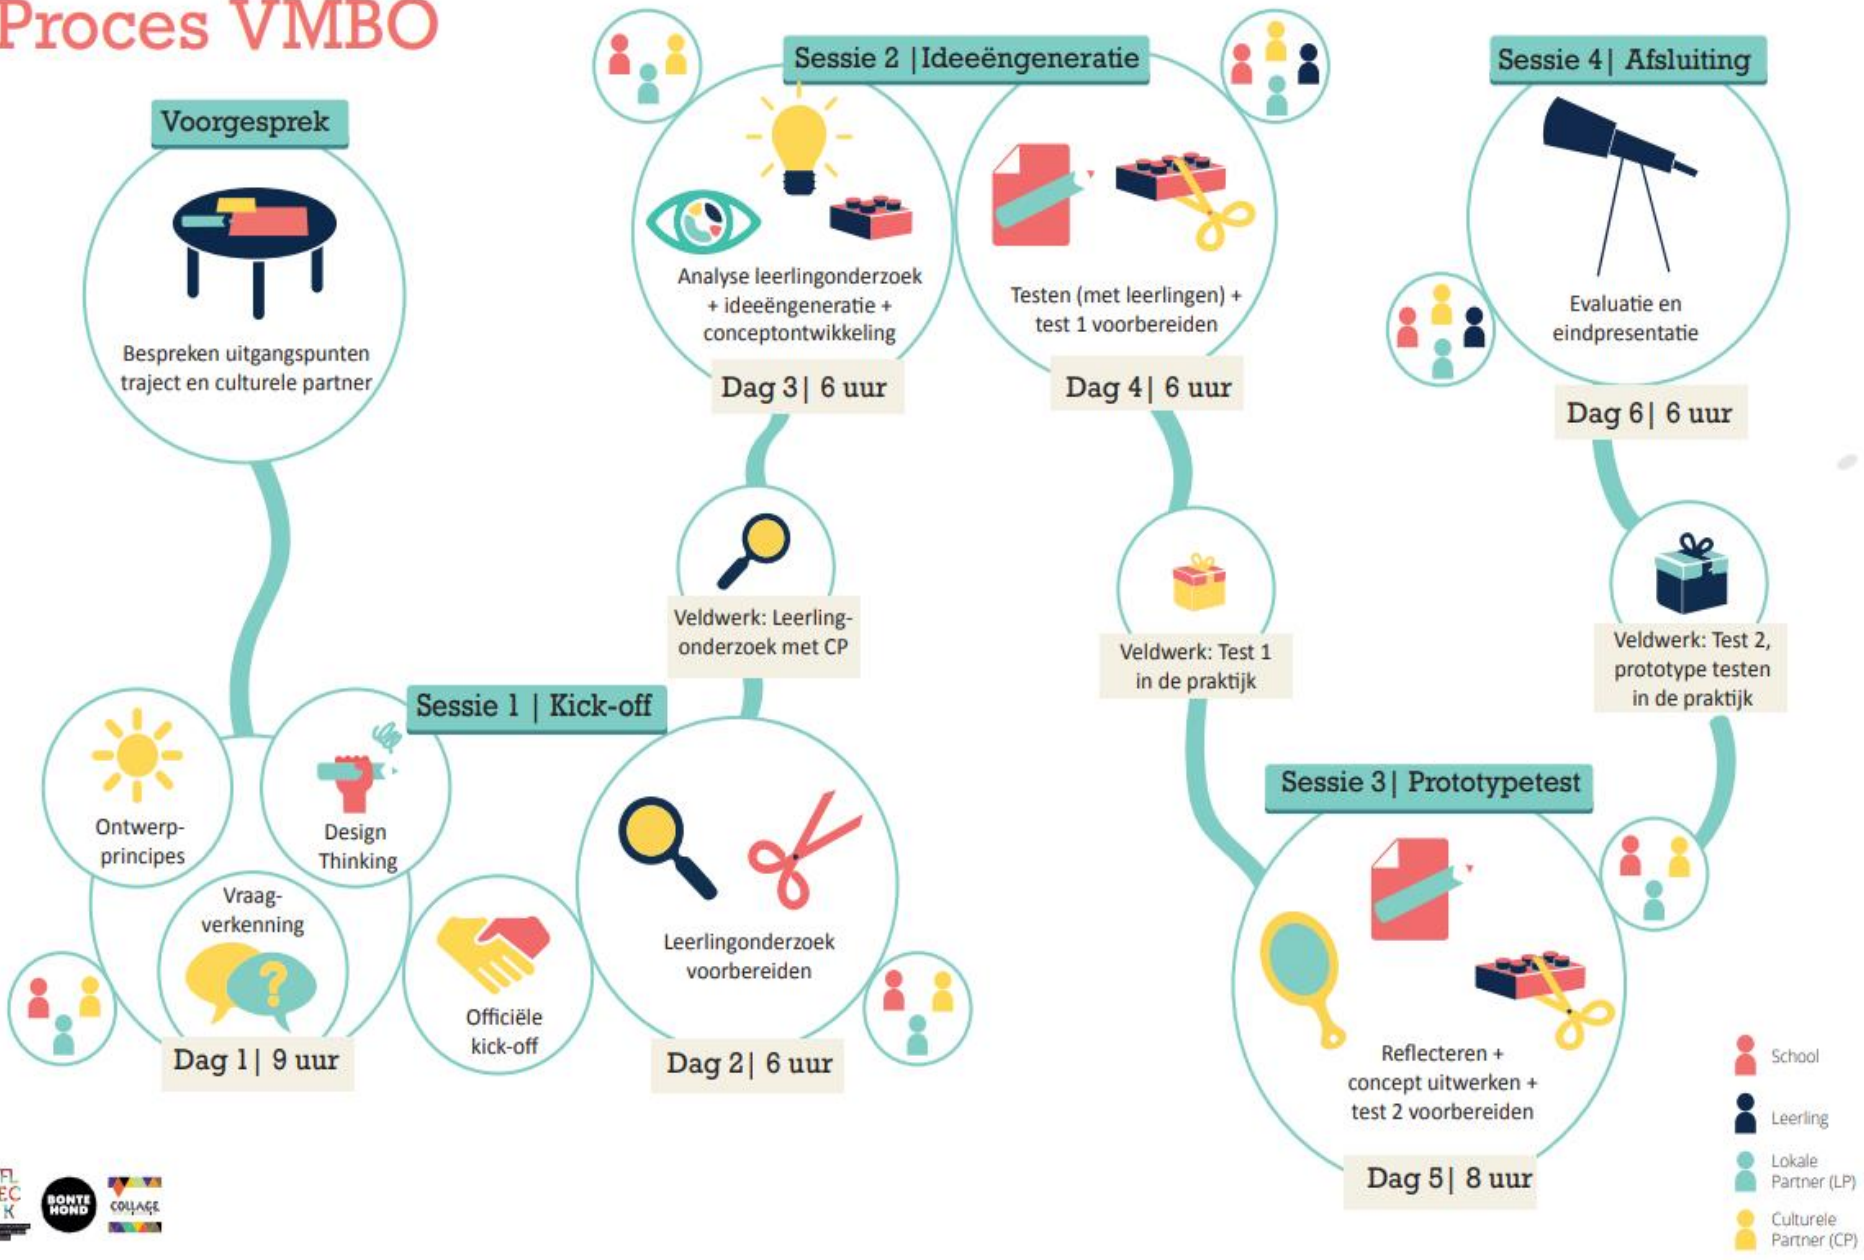 Proces VMBO
Voorgesprek
Bespreken uitgangspunten
traject en culturele partner
Sessie 1 | Kick-off
Ontwerp-
principes
Design
Thinking
Vraag-
verkenning
?
Dag 1| 9 uur
Officiële
kick-off
Leerlingonderzoek
voorbereiden
Dag 2| 6 uur
Veldwerk: Leerling-
onderzoek met CP
Sessie 2 |Ideeëngeneratie
Analyse leerlingonderzoek
+ ideeëngeneratie +
conceptontwikkeling
Dag 3| 6 uur
Testen (met leerlingen) +
test 1 voorbereiden
Dag 4| 6 uur
Veldwerk: Test 1
in de praktijk
Sessie 3| Prototypetest
Reflecteren +
concept uitwerken +
test 2 voorbereiden
Dag 5| 8 uur
Veldwerk: Test 2,
prototype testen
in de praktijk
Sessie 4| Afsluiting
Evaluatie en
eindpresentatie
Dag 6| 6 uur
School
Leerling
Lokale
Partner (LP)
Culturele
Partner (CP)
FL
EC
K
BONTE
HOND
COLLAGE